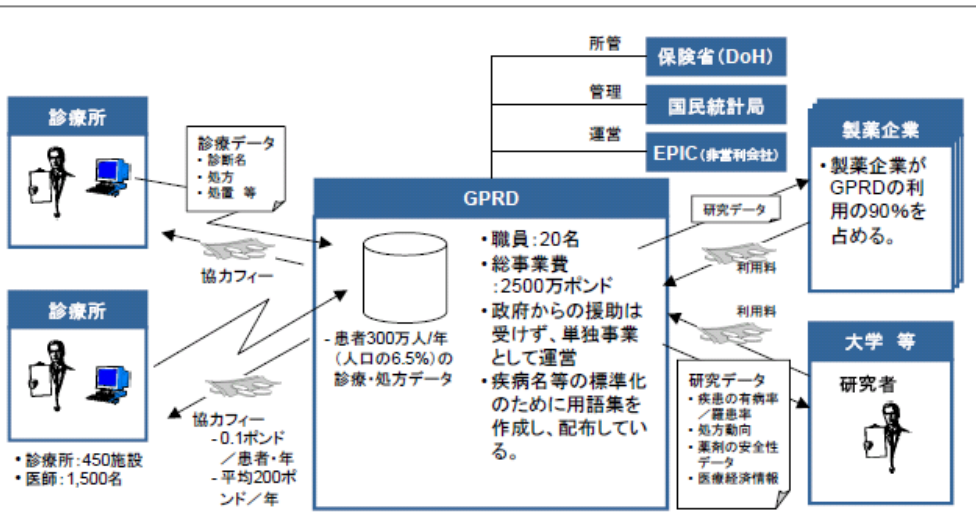 所管
保険省(DoH)
管理
国民統計局
運営
EPIC(非営利会社)
診療所
診療データ
・診断名
・処方
・処置 等
協力フィー
診療所
・診療所:450施設
・医師:1,500名
協力フィー
-0.1ポンド
／患者・年
-平均200ポ
ンド／年
GPRD
-患者300万人/年
(人口の6.5%)の
診療・処方データ
・職員:20名
・総事業費
:2500万ポンド
・政府からの援助は
受けず、単独事業
として運営
・疾病名等の標準化
のために用語集を
作成し、配布してい
る。
研究データ
利用料
製薬企業
・製薬企業が
GPRDの利
用の90%を
占める。
利用料
研究データ
・疾患の有病率
／罹患率
・処方動向
・薬剤の安全性
データ
・医療経済情報
大学 等
研究者